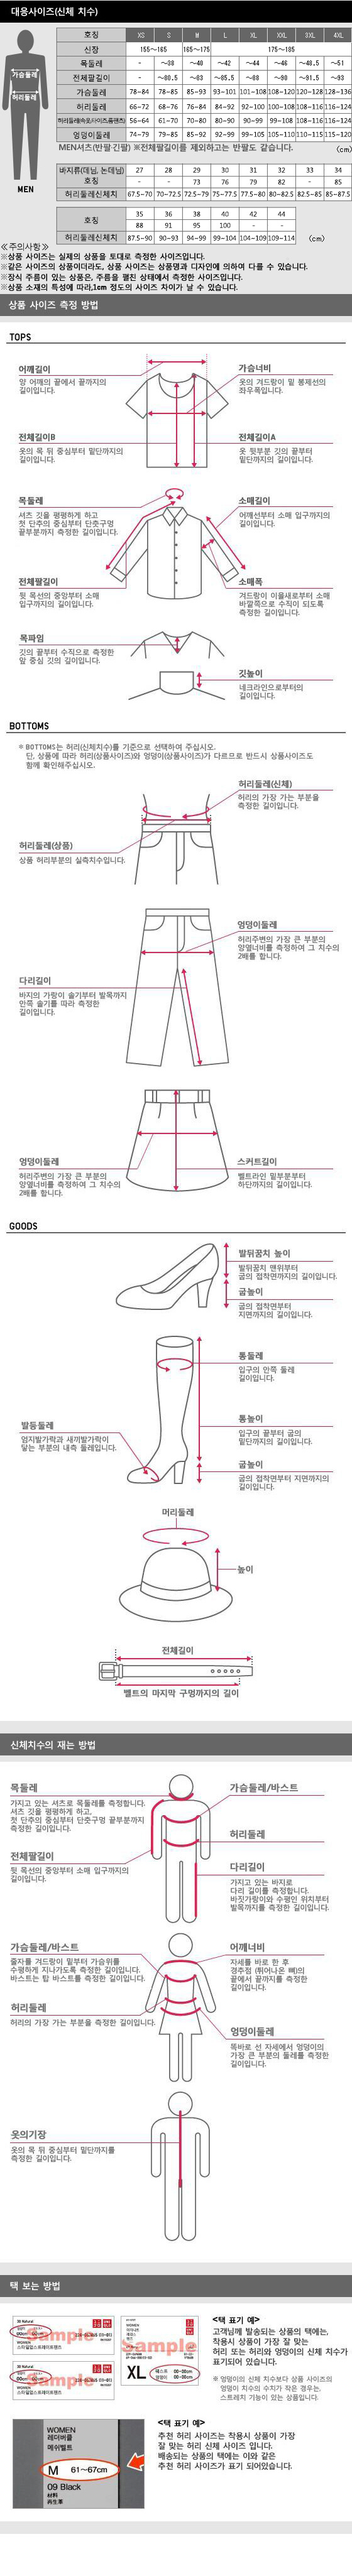 대응사이즈(신체 치수)
호칭 XS S M L XL XXL 3XL 4XL
신장 155~165 165~175 175~185
목둘레 - ~38 ~40 ~42 ~44 ~46 ~48.5 ~51
전체팔길이 - ~80.5 ~83 ~85.5 ~88 ~90 ~91.5 ~93
가슴둘레 78~84 78~85 85~93 93~101 101~108 108~120 120~128 128~136
허리둘레 66~72 68~76 76~84 84~92 92~100 100~108 108~116 116~124
허리둘레(속옷/사이즈롱팬츠) 56~64 61~70 70~80 80~90 90~99 99~108 108~116 116~124
엉덩이둘레 74~79 79~85 85~92 92~99 99~105 105~110 110~115 115~120
가슴둘레
허리둘레
MEN
MEN셔츠(반팔·긴팔) ※전체팔길이를 제외하고는 반팔도 같습니다. (cm)
바지류(데님, 논데님) 호칭 27 28 29 30 31 32 33 34
- - 73 76 79 82 - 85
허리둘레신체치 67.5~70 70~72.5 72.5~75 75~77.5 77.5~80 80~82.5 82.5~85 85~87.5
호칭 35 36 38 40 42 44
88 91 95 100 - -
허리둘레신체치 87.5~90 90~93 94~99 99~104 104~109 109~114 (cm)
≪주의사항≫
※상품 사이즈는 실제의 상품을 토대로 측정한 사이즈입니다.
※같은 사이즈의 상품이더라도, 상품 사이즈는 상품명과 디자인에 의하여 다를 수 있습니다.
※장식 주름이 있는 상품은, 주름을 펼친 상태에서 측정한 사이즈입니다.
※상품 소재의 특성에 따라,1cm 정도의 사이즈 차이가 날 수 있습니다.
상품 사이즈 측정 방법
TOPS
어깨길이
양 어깨의 끝에서 끝까지의
길이입니다.
가슴너비
옷의 겨드랑이 밑 봉제선의
좌우폭입니다.
전체길이B
옷의 목 뒤 중심부터 밑단까지의
길이입니다.
전체길이A
옷 뒷부분 깃의 끝부터
밑단까지의 길이입니다.
목둘레
셔츠 깃을 평평하게 하고
첫 단추의 중심부터 단춧구멍
끝부분까지 측정한 길이입니다.
소매길이
어깨선부터 소매 입구까지의
길이입니다.
전체팔길이
뒷 목선의 중앙부터 소매
입구까지의 길이입니다.
소매폭
겨드랑이 이음새로부터 소매
바깥쪽으로 수직이 되도록
측정한 길이입니다.
목파임
깃의 끝부터 수직으로 측정한
앞 중심 깃의 깊이입니다.
깃높이
네크라인으로부터의
길이입니다.
BOTTOMS
* BOTTOMS는 허리(신체치수)를 기준으로 선택하여 주십시오.
단, 상품에 따라 허리(상품사이즈)와 엉덩이(상품사이즈)가 다르므로 반드시 상품사이즈도
함께 확인해주십시오.
허리둘레(신체)
허리의 가장 가는 부분을
측정한 길이입니다.
허리둘레(상품)
상품 허리부분의 실측치수입니다.
엉덩이둘레
허리주변의 가장 큰 부분의
양옆너비를 측정하여 그 치수의
2배를 합니다.
다리길이
바지의 가랑이 솔기부터 발목까지
안쪽 솔기를 따라 측정한
길이입니다.
엉덩이둘레
허리주변의 가장 큰 부분의
양옆너비를 측정하여 그 치수의
2배를 합니다.
스커트길이
벨트라인 밑부분부터
하단까지의 길이입니다.
GOODS
발뒤꿈치 높이
발뒤꿈치 맨위부터
굽의 접착면까지의 길이입니다.
굽높이
굽의 접착면부터
지면까지의 길이입니다.
통둘레
입구의 안쪽 둘레
길이입니다.
발등둘레
엄지발가락과 새끼발가락이
닿는 부분의 내측 둘레입니다.
통높이
입구의 끝부터 굽의
밑단까지의 길이입니다.
굽높이
굽의 접착면부터 지면까지의
길이입니다.
머리둘레
높이
전체길이
벨트의 마지막 구멍까지의 길이
신체치수의 재는 방법
목둘레
가지고 있는 셔츠로 목둘레를 측정합니다.
셔츠 깃을 평평하게 하고,
첫 단추의 중심부터 단춧구멍 끝부분까지
측정한 길이입니다.
가슴둘레/바스트
허리둘레
전체팔길이
뒷 목선의 중앙부터 소매 입구까지의
길이입니다.
다리길이
가지고 있는 바지로
다리 길이를 측정합니다.
바짓가랑이와 수평인 위치부터
발목까지를 측정한 길이입니다.
가슴둘레/바스트
줄자를 겨드랑이 밑부터 가슴위를
수평하게 지나가도록 측정한 길이입니다.
바스트는 탑 바스트를 측정한 길이입니다.
어깨너비
자세를 바로 한 후
경추점 (튀어나온 뼈)의
끝에서 끝까지를 측정한
길이입니다.
허리둘레
허리의 가장 가는 부분을 측정한 길이입니다.
엉덩이둘레
똑바로 선 자세에서 엉덩이의
가장 큰 부분의 둘레를 측정한
길이입니다.
옷의기장
옷의 목 뒤 중심부터 밑단까지를
측정한 길이입니다.
택 보는 방법
Sample
Sample
Sample
XL
<택 표기 예>
고객님께 발송되는 상품의 택에는,
착용시 상품이 가장 잘 맞는
허리 또는 허리와 엉덩이의 신체 치수가
표기되어 있습니다.
※ 엉덩이의 신체 치수보다 상품 사이즈의
엉덩이 치수의 수치가 작은 경우는,
스트레치 기능이 있는 상품입니다.
WOMEN
레더버클
메쉬벨트
M 61~67cm
09 Black
材料
再生革
<택 표기 예>
추천 허리 사이즈는 착용시 상품이 가장
잘 맞는 허리 신체 사이즈 입니다.
배송되는 상품의 택에는 이와 같은
추천 허리 사이즈가 표기 되어있습니다.